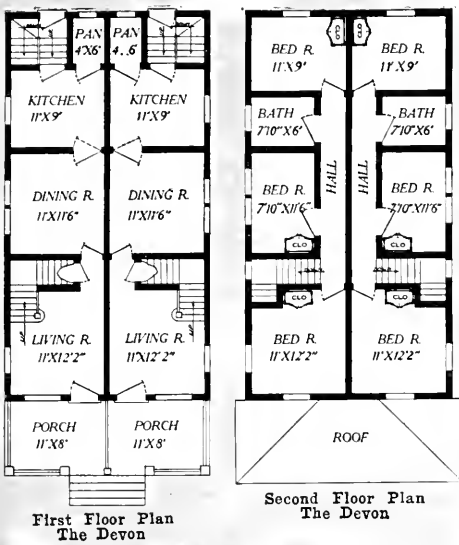 PAN
4'X6'
PAN
4'.6'
KITCHEN
11'X9'
KITCHEN
11'X9'
DINING R.
11'X11'6"
DINING R.
11'X11'6"
UP
UP
LIVING R.
11'X12'2"
LIVING R.
11'X12'2"
PORCH
11'X8'
PORCH
11'X8'
First Floor Plan
The Devon
CLO
CLO
BED R.
11'X9'
BED R.
11'X9'
BATH
7'10"X6'
BATH
7'10"X6'
HALL
HALL
BED R.
7'10"X11'6"
BED R.
7'10"X11'6"
CLO
CLO
DOWN
DOWN
CLO
CLO
BED R.
11'X12'2"
BED R.
11'X12'2"
ROOF
Second Floor Plan
The Devon